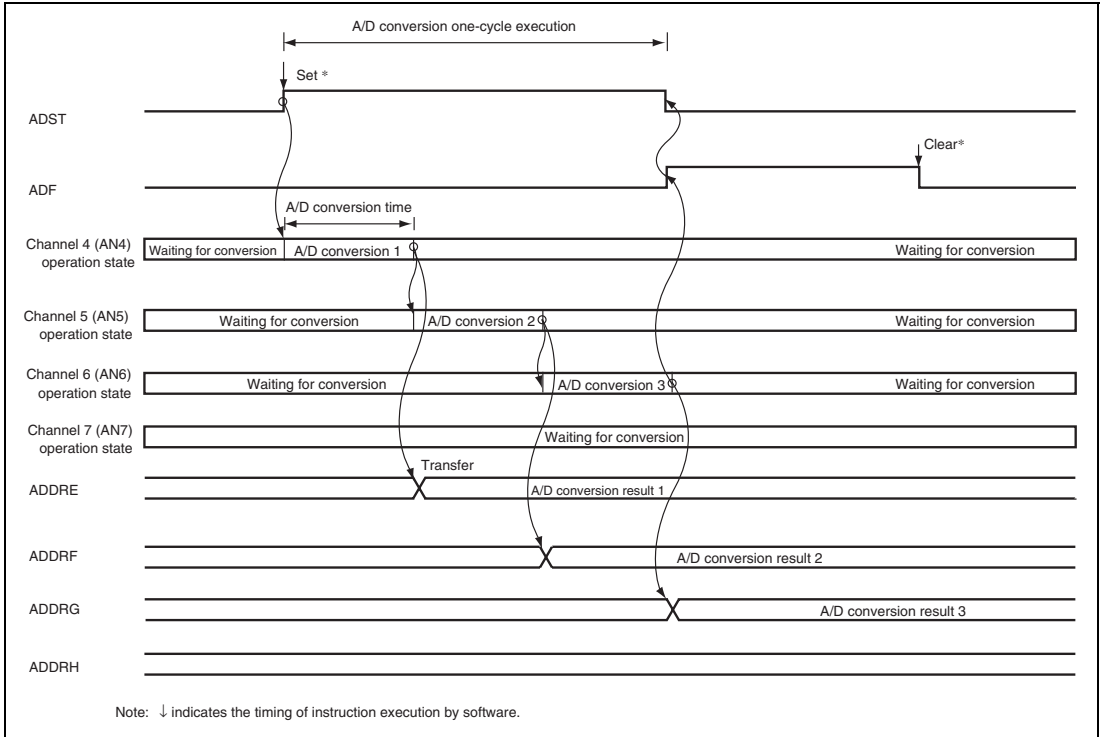 A/D conversion one-cycle execution
Set *
ADST
Clear*
ADF
A/D conversion time
Channel 4 (AN4)
operation state
Waiting for conversion
A/D conversion 1
Waiting for conversion
Channel 5 (AN5)
operation state
Waiting for conversion
A/D conversion 2
Waiting for conversion
Channel 6 (AN6)
operation state
Waiting for conversion
A/D conversion 3
Waiting for conversion
Channel 7 (AN7)
operation state
Waiting for conversion
Transfer
ADDRE
A/D conversion result 1
ADDRF
A/D conversion result 2
ADDRG
A/D conversion result 3
ADDRH
Note: ↓ indicates the timing of instruction execution by software.